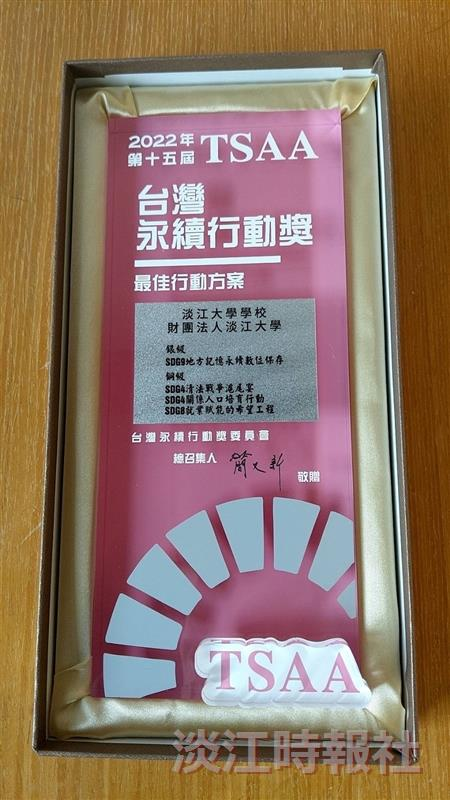 2022年
第十五屆 TSAA
台灣
永續行動獎
最佳行動方案
淡江大學學校
財團法人淡江大學
銀級
SDG9地方記憶永續數位保存
銅級
SDG4清法戰爭滬尾宴
SDG4關係人口培育行動
SDG8就業賦能的希望工程
台灣永續行動獎委員會
總召集人 簡又新 敬贈
TSAA
淡江時報社